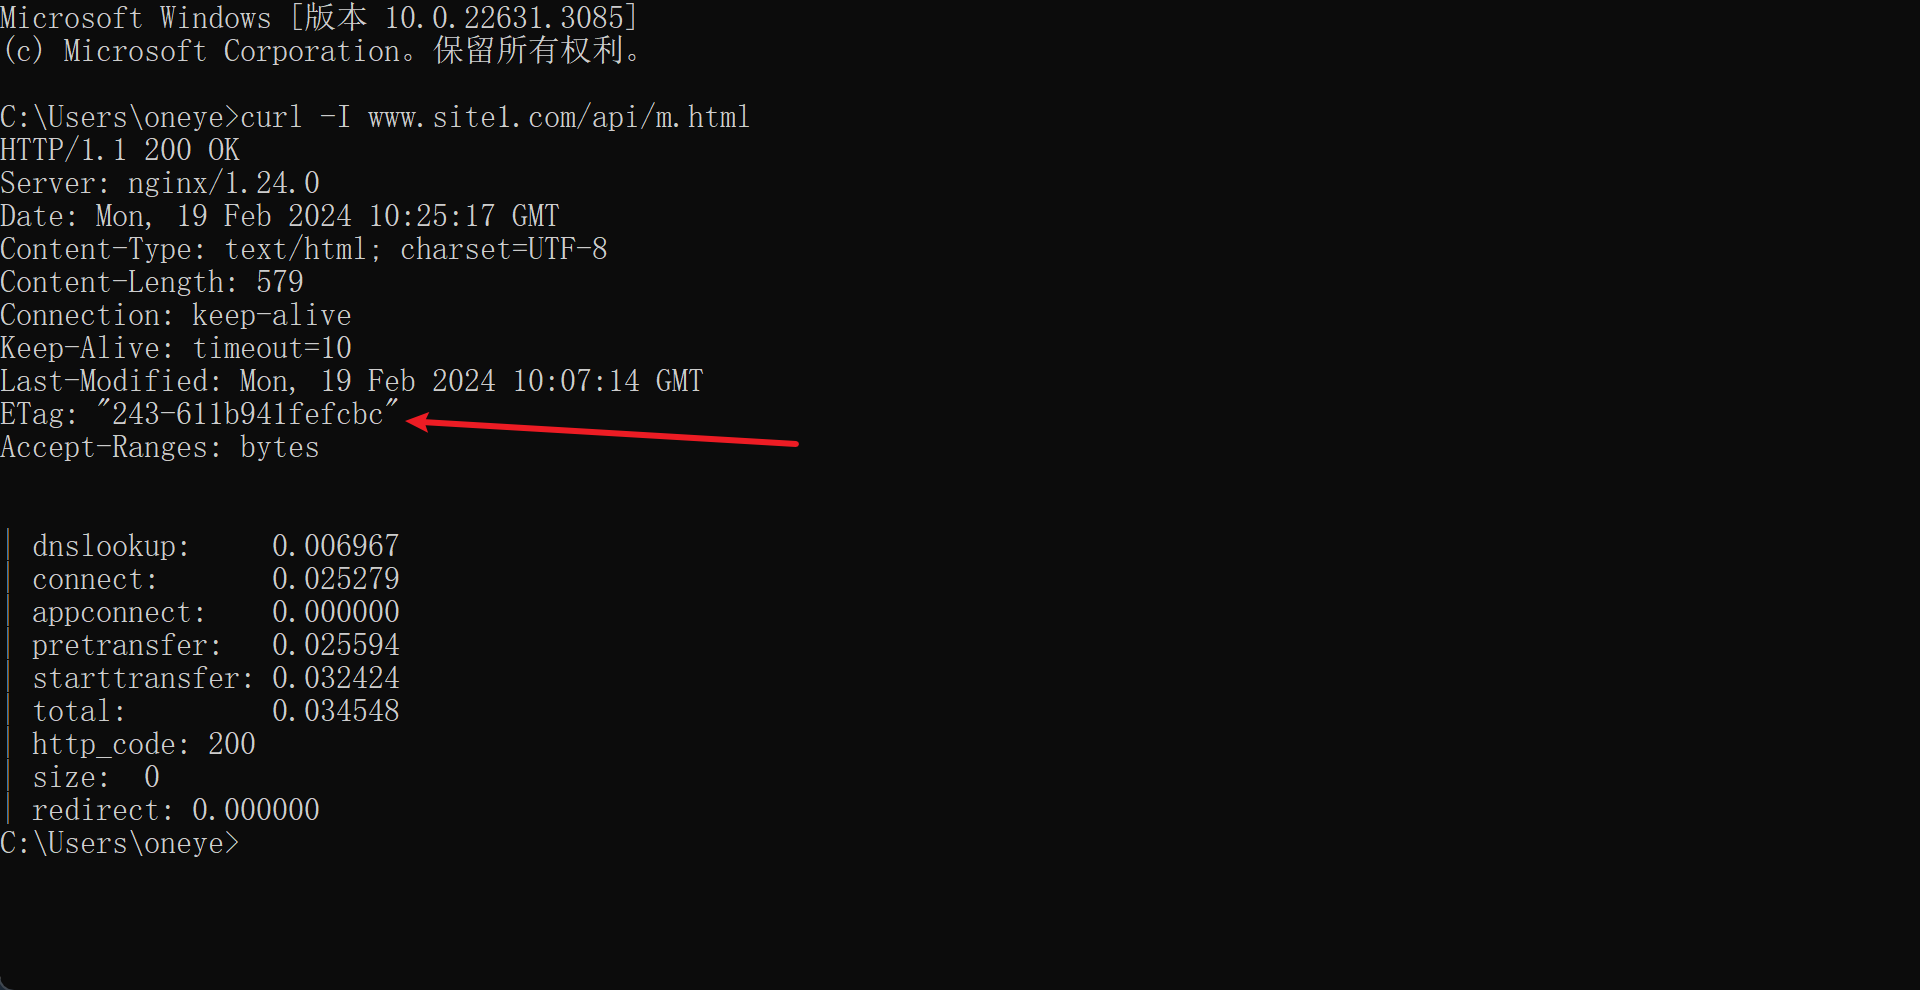 Microsoft Windows [版本 10.0.22631.3085]
(c) Microsoft Corporation。保留所有权利。
C:\Users\oneye>curl -I www.site1.com/api/m.html
HTTP/1.1 200 OK
Server: nginx/1.24.0
Date: Mon, 19 Feb 2024 10:25:17 GMT
Content-Type: text/html; charset=UTF-8
Content-Length: 579
Connection: keep-alive
Keep-Alive: timeout=10
Last-Modified: Mon, 19 Feb 2024 10:07:14 GMT
ETag: "243-611b941fefcbc"
Accept-Ranges: bytes
| dnslookup: 0.006967
| connect: 0.025279
| appconnect: 0.000000
| pretransfer: 0.025594
| starttransfer: 0.032424
| total: 0.034548
| http_code: 200
| size: 0
| redirect: 0.000000
C:\Users\oneye>